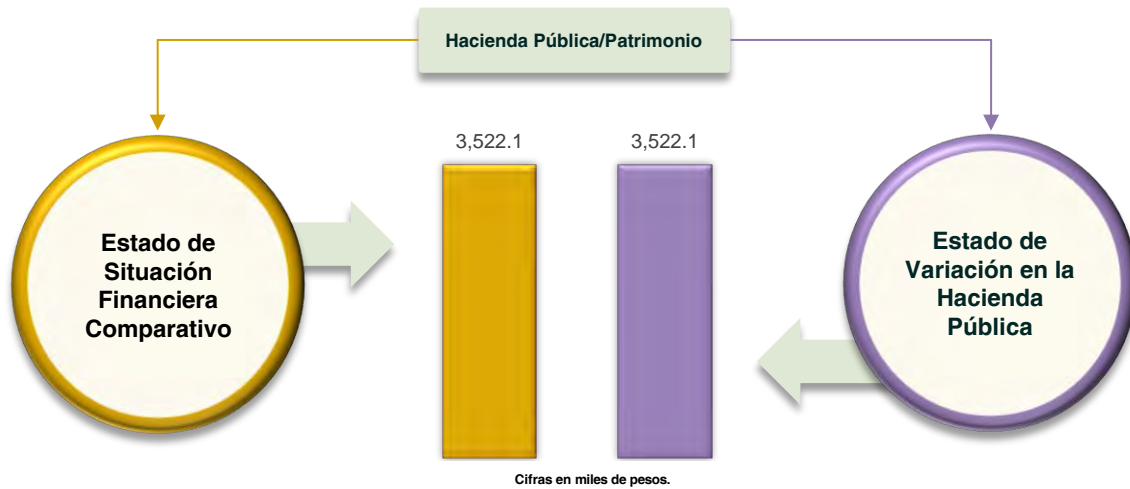 Hacienda Pública/Patrimonio
3,522.1
3,522.1
Estado de
Situación
Financiera
Comparativo
Estado de
Variación en la
Hacienda
Pública
Cifras en miles de pesos.